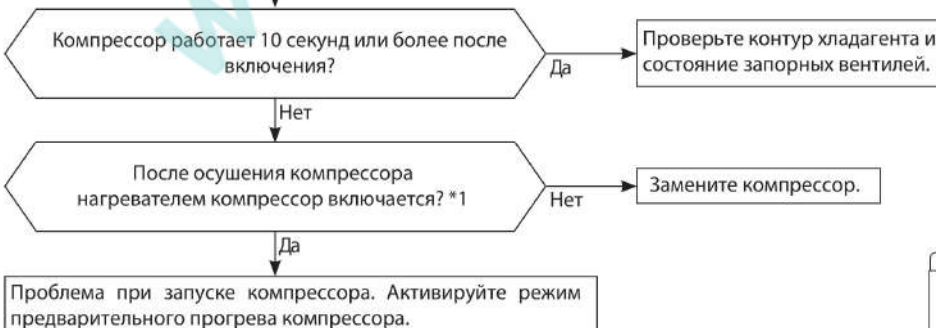 Компрессор работает 10 секунд или более после
включения?
Да
Проверьте контур хладагента и
состояние запорных вентилей.
Нет
После осушения компрессора
нагревателем компрессор включается? *1
Нет
Замените компрессор.
Да
Проблема при запуске компрессора. Активируйте режим
предварительного прогрева компрессора.